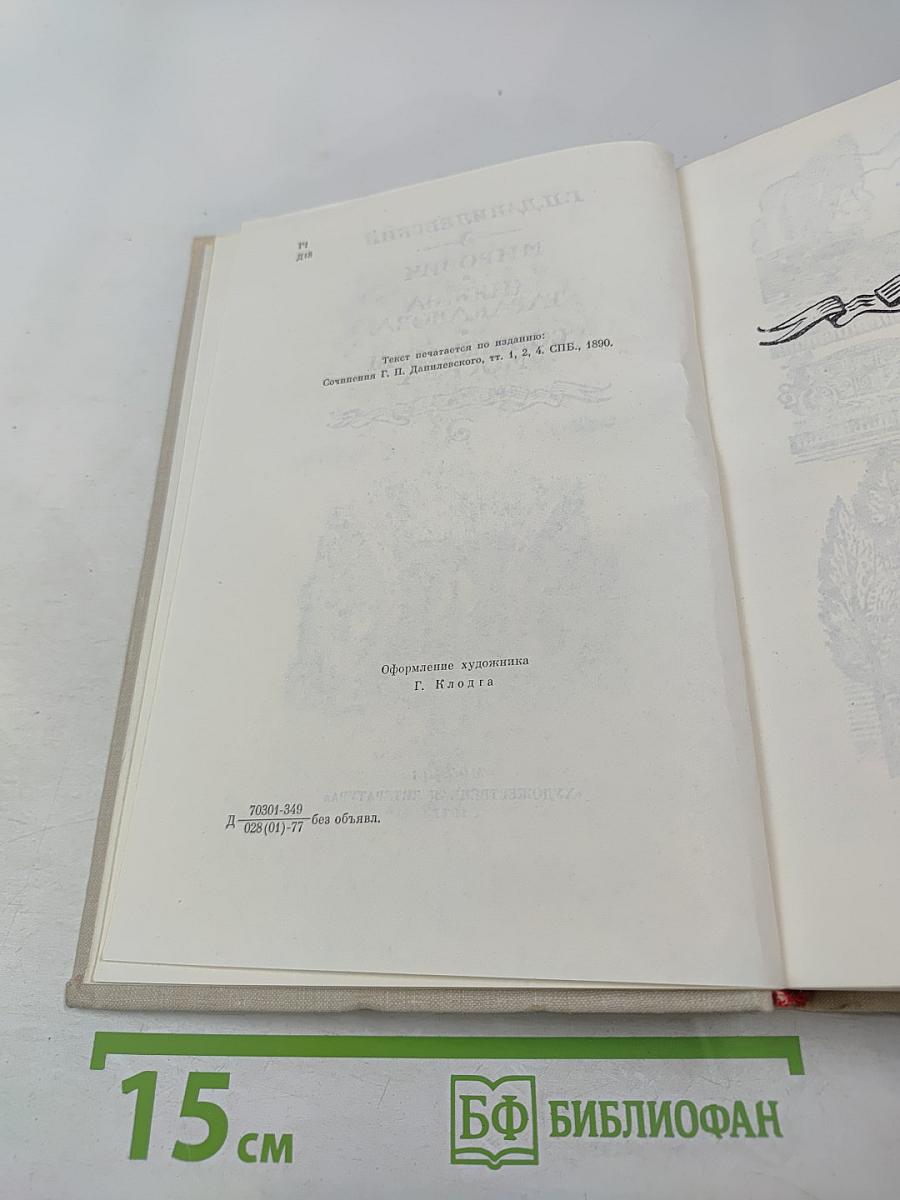 Р1
Д18
Текст печатается по изданию:
Сочинения Г. П. Данилевского, тт. 1, 2, 4. СПБ., 1890.
Оформление художника
Г. Клодта
Д 70301-349
028(01)-77 без объявл.
15 см
БФ БИБЛИОФАН